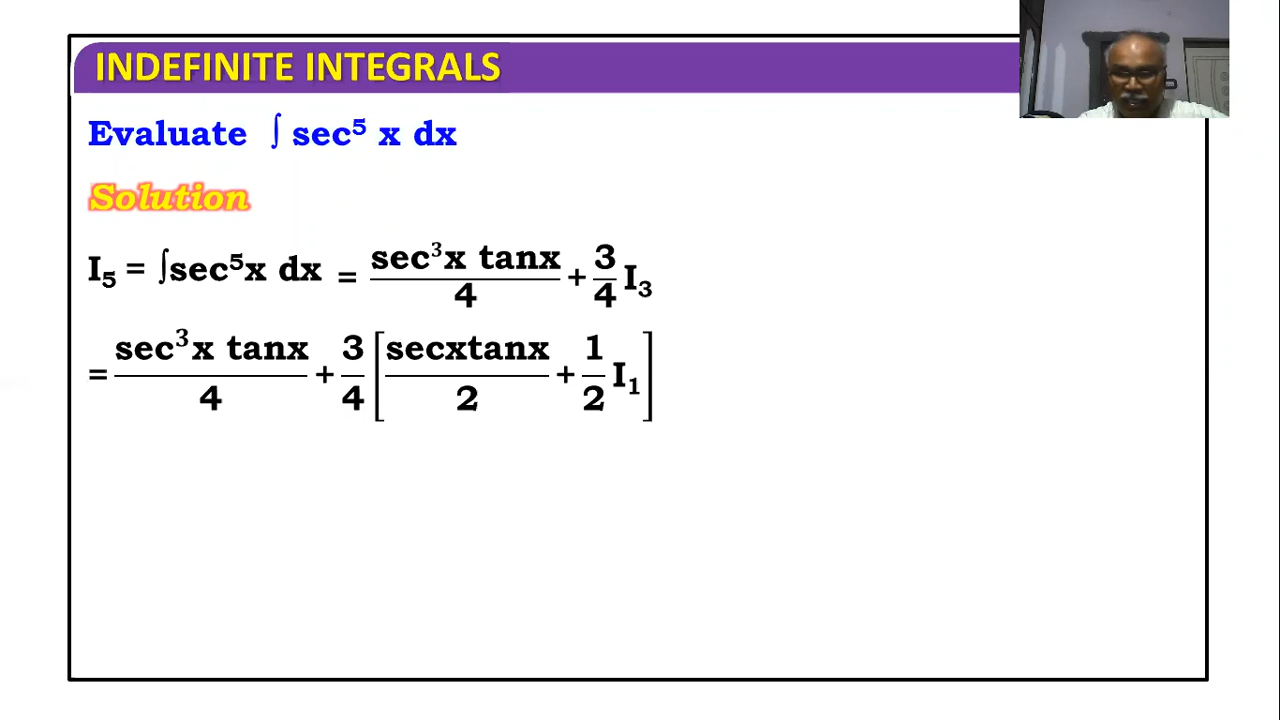 INDEFINITE INTEGRALS
Evaluate ∫ sec⁵ x dx
Solution
I₅ = ∫sec⁵x dx = sec³x tanx / 4 + 3/4 I₃
= sec³x tanx / 4 + 3/4 [secxtanx / 2 + 1/2 I₁]